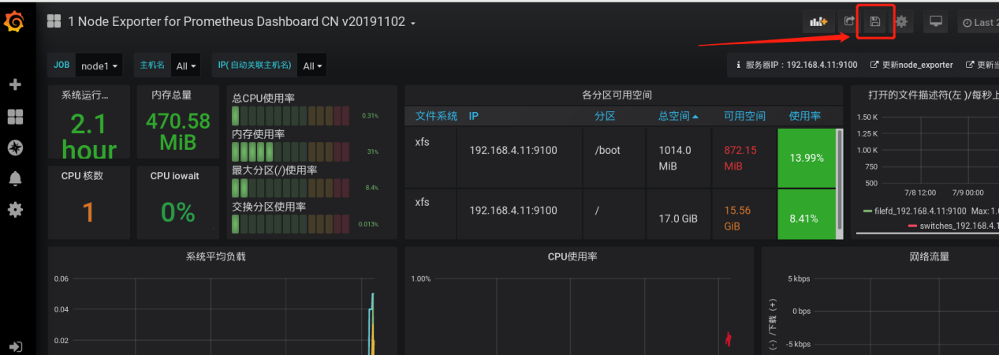 1 Node Exporter for Prometheus Dashboard CN v20191102
Last 2
JOB node1 主机名 All IP(自动关联主机名) All
服务器IP：192.168.4.11:9100 更新node_exporter 更新当
系统运行...
2.1
hour
内存总量
470.58
MiB
总CPU使用率
0.31%
内存使用率
31%
最大分区(/)使用率
8.4%
交换分区使用率
0.013%
CPU 核数
1
CPU iowait
0%
各分区可用空间
文件系统 IP 分区 总空间 可用空间 使用率
xfs 192.168.4.11:9100 /boot 1014.0 MiB 872.15 MiB 13.99%
xfs 192.168.4.11:9100 / 17.0 GiB 15.56 GiB 8.41%
打开的文件描述符(左)/每秒上
1.50 K
1.25 K
1.00 K
750
500
7/8 12:00 7/9 00:00
filefd_192.168.4.11:9100 Max: 1.0
switches_192.168.4.1
系统平均负载
0.06
0.04
0.02
CPU使用率
1.00%
网络流量
5 kbps
0 bps
-5 kbps
(-) /下载 (+)